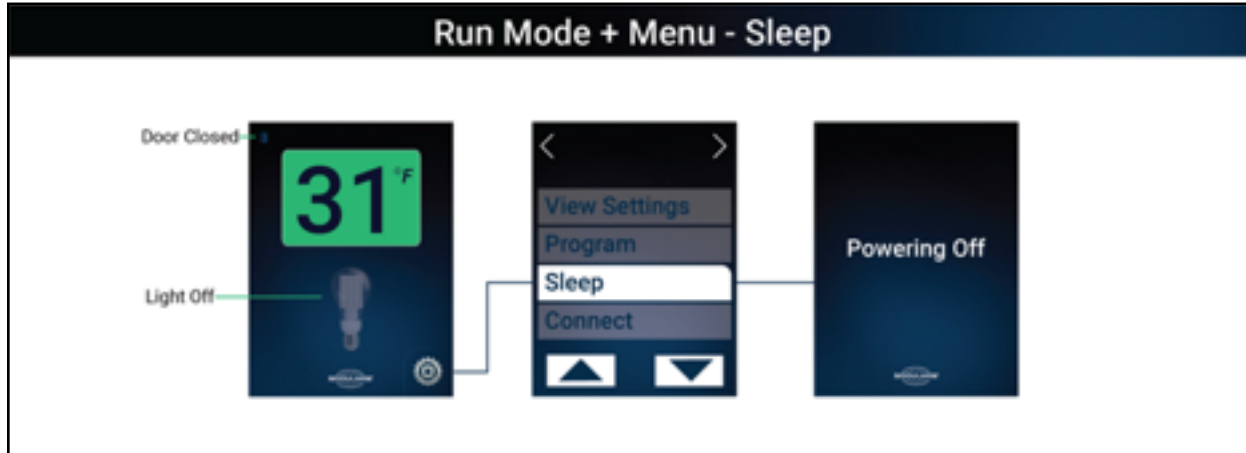 Run Mode + Menu - Sleep
Door Closed
31°F
Light Off
View Settings
Program
Sleep
Connect
Powering Off